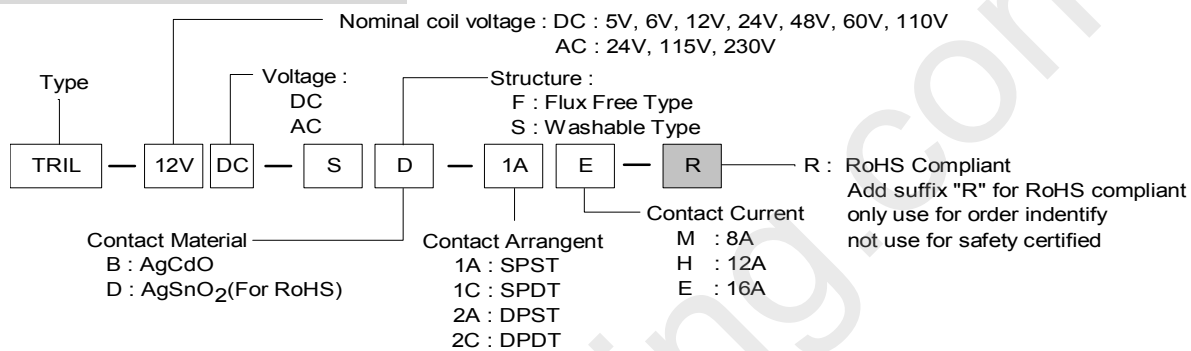 Nominal coil voltage : DC : 5V, 6V, 12V, 24V, 48V, 60V, 110V
AC : 24V, 115V, 230V
Type
Voltage :
DC
AC
Structure :
F : Flux Free Type
S : Washable Type
TRIL — 12V DC — S D — 1A E — R
R : RoHS Compliant
Add suffix "R" for RoHS compliant
only use for order indentify
not use for safety certified
Contact Material
B : AgCdO
D : AgSnO2(For RoHS)
Contact Arrangent
1A : SPST
1C : SPDT
2A : DPST
2C : DPDT
Contact Current
M : 8A
H : 12A
E : 16A